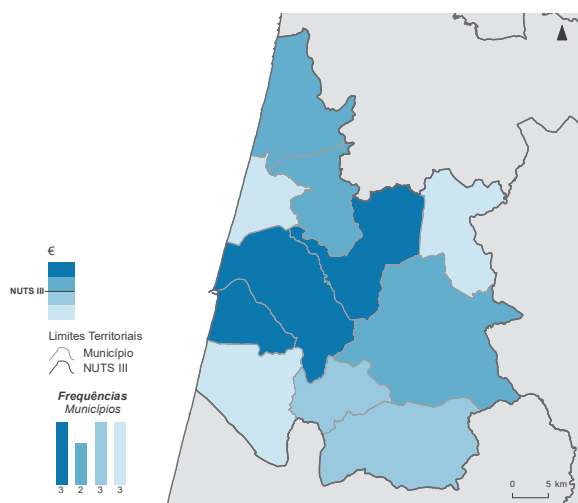 €
NUTS III
Limites Territoriais
Município
NUTS III
Frequências
Municípios
3 2 3 3
0 5 km